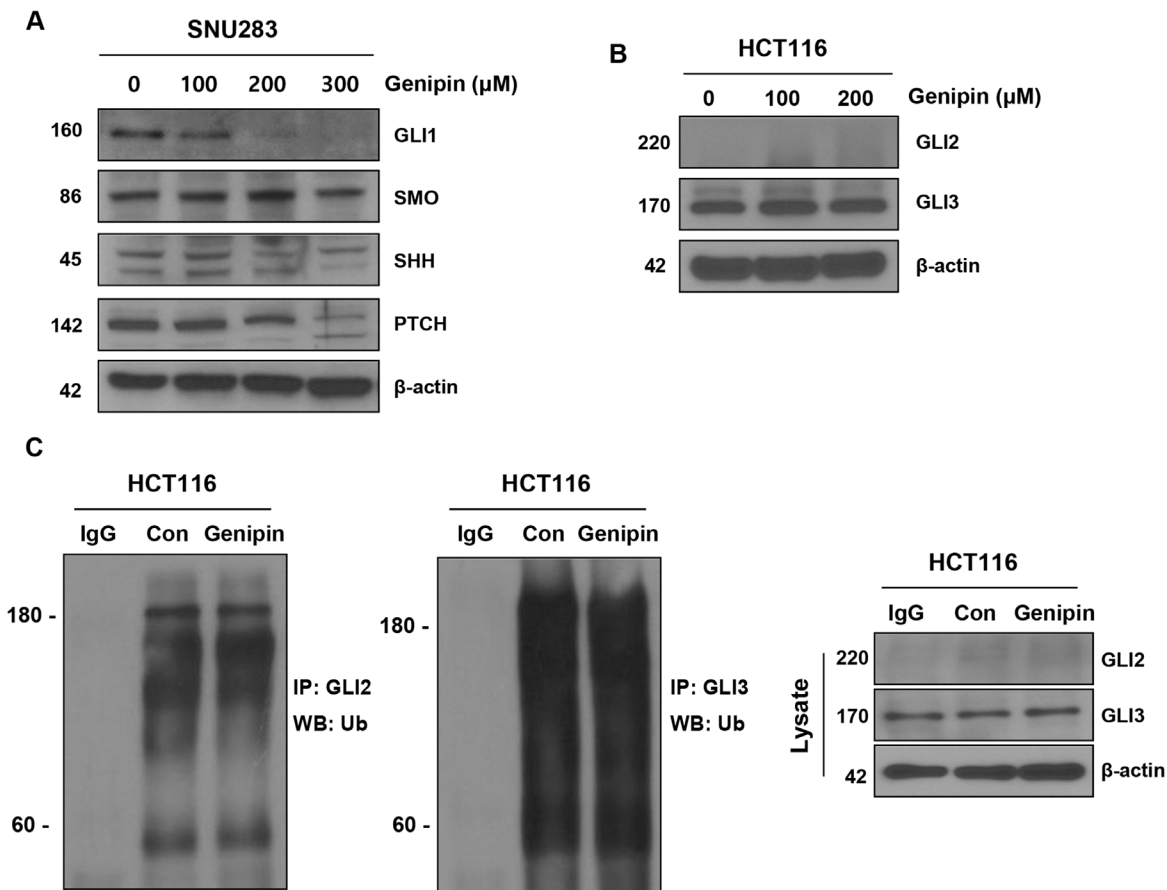 A
SNU283
0 100 200 300 Genipin (μM)
160 GLI1
86 SMO
45 SHH
142 PTCH
42 β-actin
B
HCT116
0 100 200 Genipin (μM)
220 GLI2
170 GLI3
42 β-actin
C
HCT116
IgG Con Genipin
180 -
60 -
IP: GLI2
WB: Ub
HCT116
IgG Con Genipin
180 -
60 -
IP: GLI3
WB: Ub
HCT116
IgG Con Genipin
Lysate
220 GLI2
170 GLI3
42 β-actin